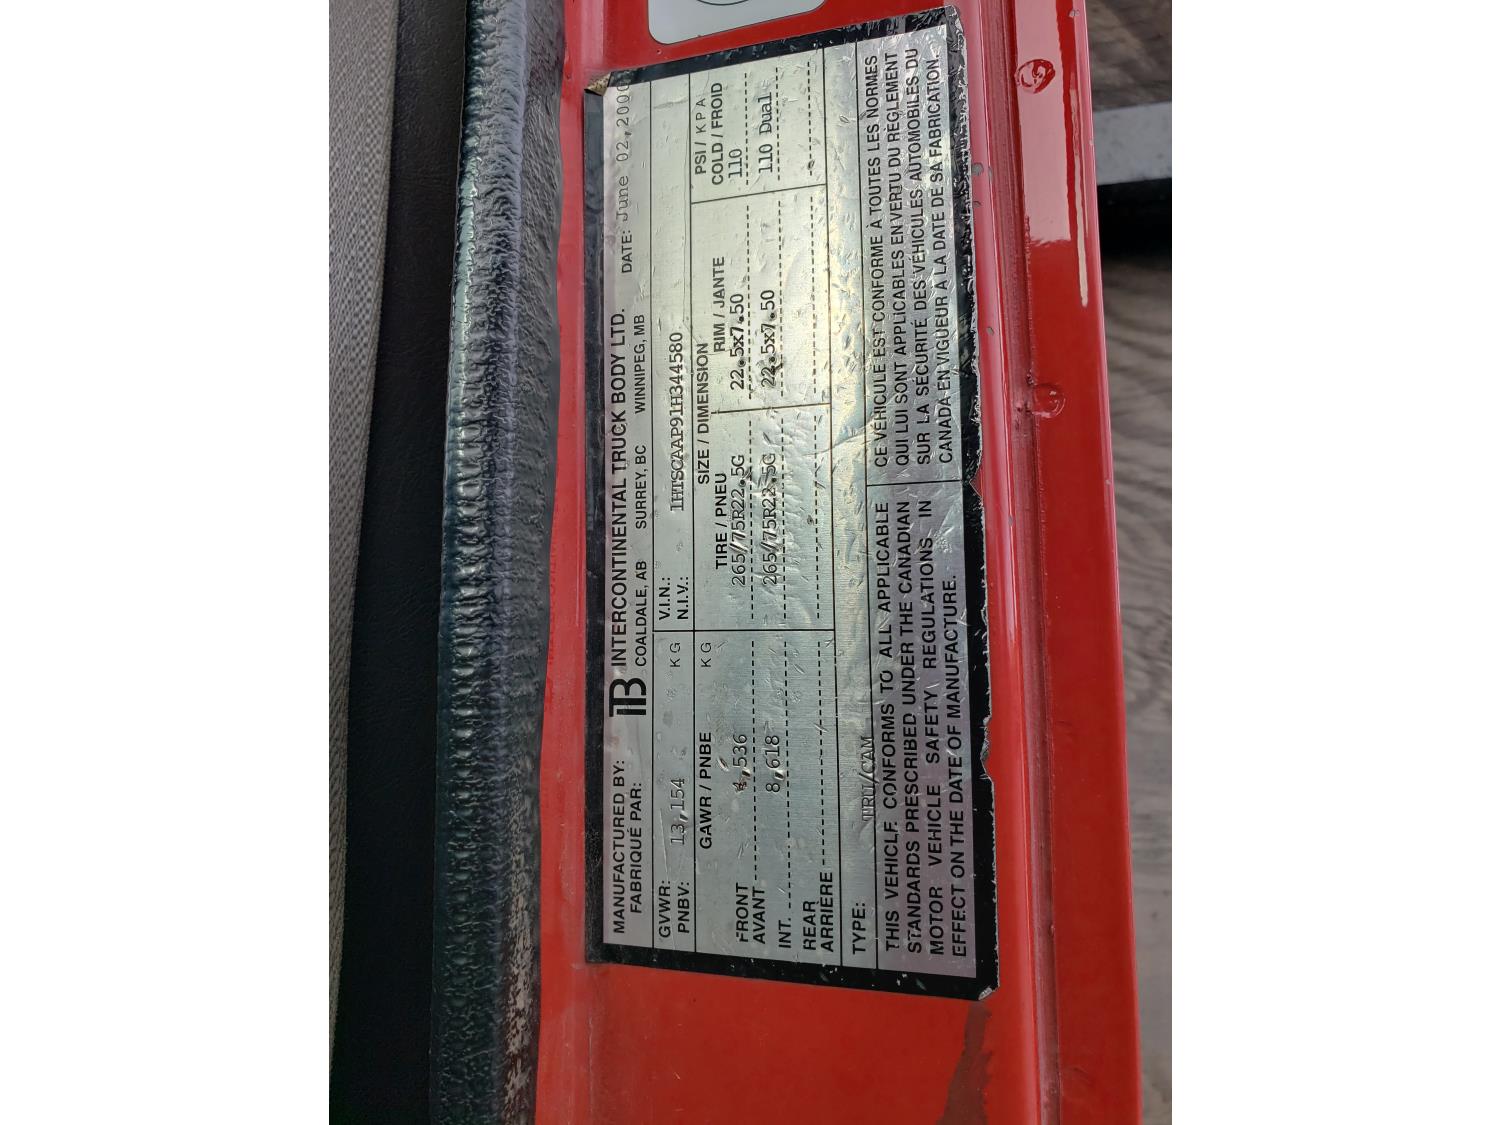 MANUFACTURED BY: ITB INTERCONTINENTAL TRUCK BODY LTD. DATE: June 02,2000
FABRIQUÉ PAR: COALDALE, AB SURREY, BC WINNIPEG, MB
GVWR: V.I.N.:
PNBV: 13,154 KG N.I.V.: 1HTSCAAP91H344580
SIZE / DIMENSION PSI / KPA
GAWR / PNBE KG TIRE / PNEU RIM / JANTE COLD / FROID
FRONT 4,536 265/75R22.5G 22.5x7.50 110
AVANT
INT. 8,618 265/75R22.5G 22.5x7.50 110 Dual
REAR
ARRIÈRE
TYPE: TRU/CAM
THIS VEHICLE CONFORMS TO ALL APPLICABLE
STANDARDS PRESCRIBED UNDER THE CANADIAN
MOTOR VEHICLE SAFETY REGULATIONS IN
EFFECT ON THE DATE OF MANUFACTURE.
CE VÉHICULE EST CONFORME À TOUTES LES NORMES
QUI LUI SONT APPLICABLES EN VERTU DU RÈGLEMENT
SUR LA SÉCURITÉ DES VÉHICULES AUTOMOBILES DU
CANADA EN VIGUEUR À LA DATE DE SA FABRICATION.